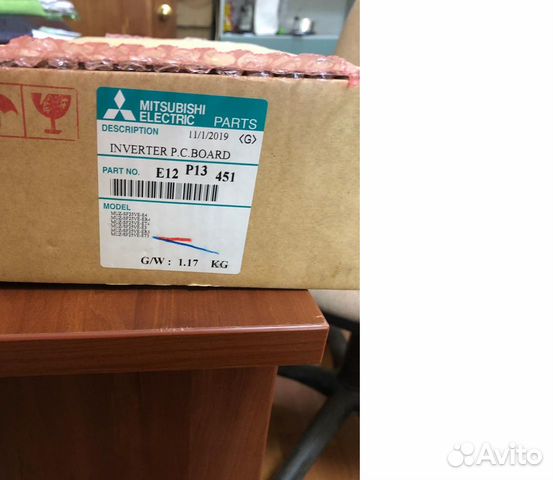 MITSUBISHI
ELECTRIC PARTS
DESCRIPTION 11/1/2019 <G>
INVERTER P.C.BOARD
PART NO. E12 P13 451
MODEL
G/W : 1.17 KG
Avito